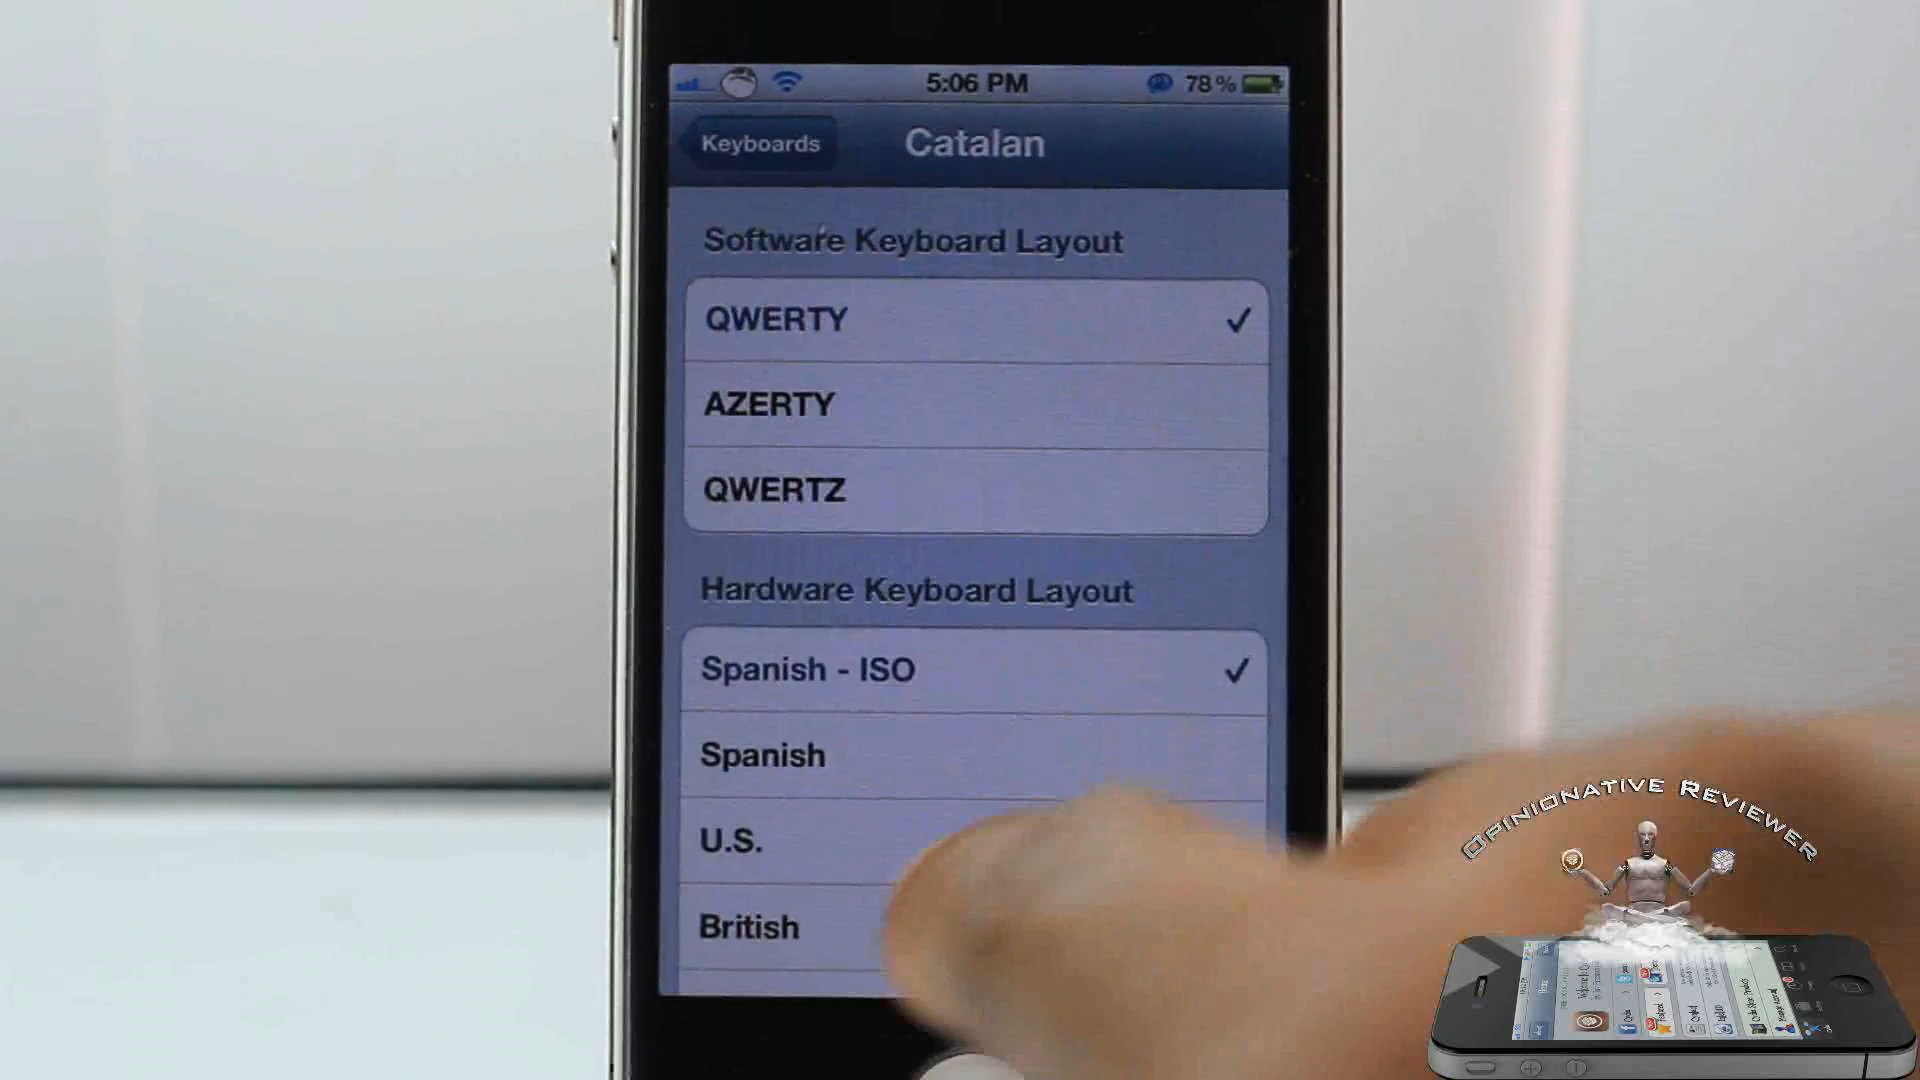 5:06 PM
78%
Keyboards
Catalan
Software Keyboard Layout
QWERTY
AZERTY
QWERTZ
Hardware Keyboard Layout
Spanish - ISO
Spanish
U.S.
British
Opinionative Reviewer